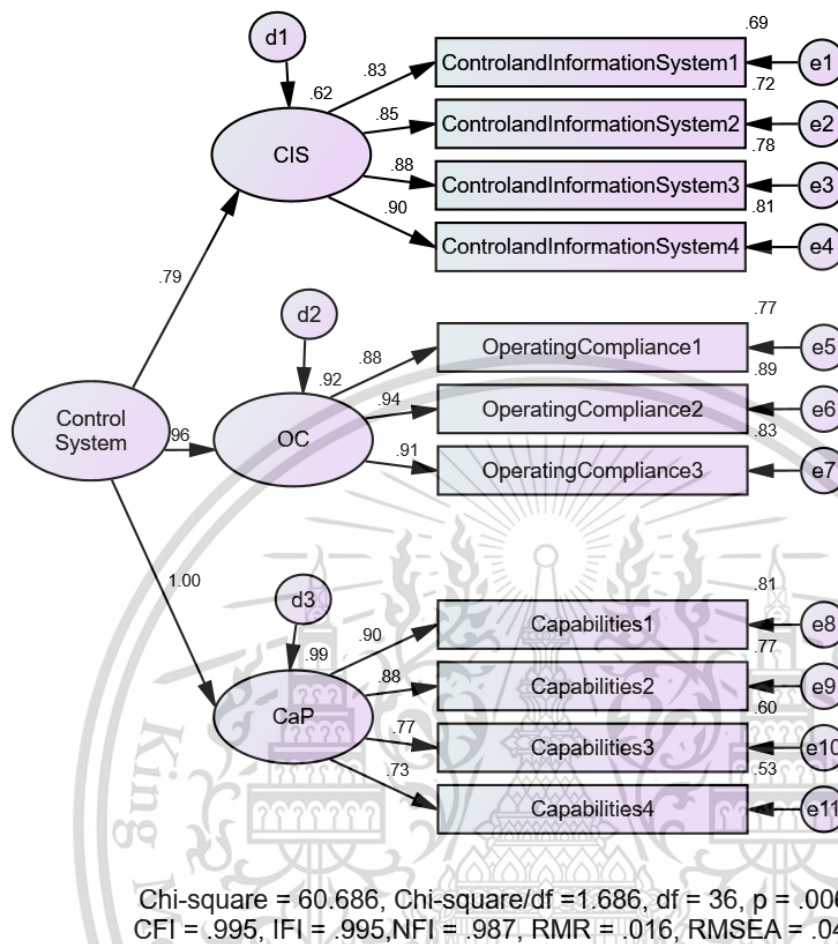 .69
d1
ControlandInformationSystem1
e1
.83
.72
.62
.85
ControlandInformationSystem2
e2
CIS
.78
.88
ControlandInformationSystem3
e3
.81
.90
ControlandInformationSystem4
e4
.79
.77
d2
.88
OperatingCompliance1
e5
.89
.92
.94
OperatingCompliance2
e6
Control
System
.96
OC
.83
.91
OperatingCompliance3
e7
1.00
.81
d3
.90
Capabilities1
e8
.99
.77
.88
Capabilities2
e9
CaP
.60
.77
Capabilities3
e10
.53
.73
Capabilities4
e11
King
Chi-square = 60.686, Chi-square/df =1.686, df = 36, p = .00
CFI = .995, IFI = .995,NFI = .987, RMR = .016, RMSEA = .04